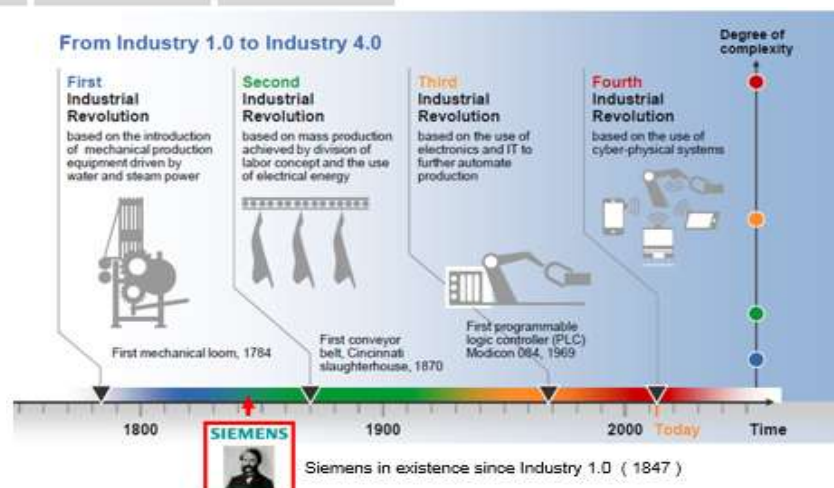 From Industry 1.0 to Industry 4.0
Degree of
complexity
First
Industrial
Revolution
based on the introduction
of mechanical production
equipment driven by
water and steam power
Second
Industrial
Revolution
based on mass production
achieved by division of
labor concept and the use
of electrical energy
Third
Industrial
Revolution
based on the use of
electronics and IT to
further automate
production
Fourth
Industrial
Revolution
based on the use of
cyber-physical systems
First mechanical loom, 1784
First conveyor
belt, Cincinnati
slaughterhouse, 1870
First programmable
logic controller (PLC)
Modicon 084, 1969
1800
1900
2000
Today
Time
SIEMENS
Siemens in existence since Industry 1.0 ( 1847 )